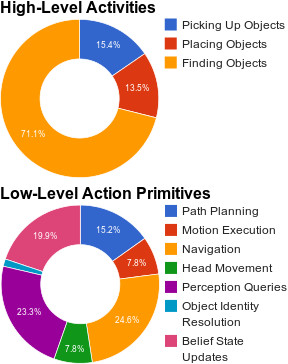 High-Level Activities
Picking Up Objects
Placing Objects
Finding Objects
15.4%
13.5%
71.1%
Low-Level Action Primitives
Path Planning
Motion Execution
Navigation
Head Movement
Perception Queries
Object Identity
Resolution
Belief State
Updates
15.2%
7.8%
24.6%
7.8%
23.3%
19.9%